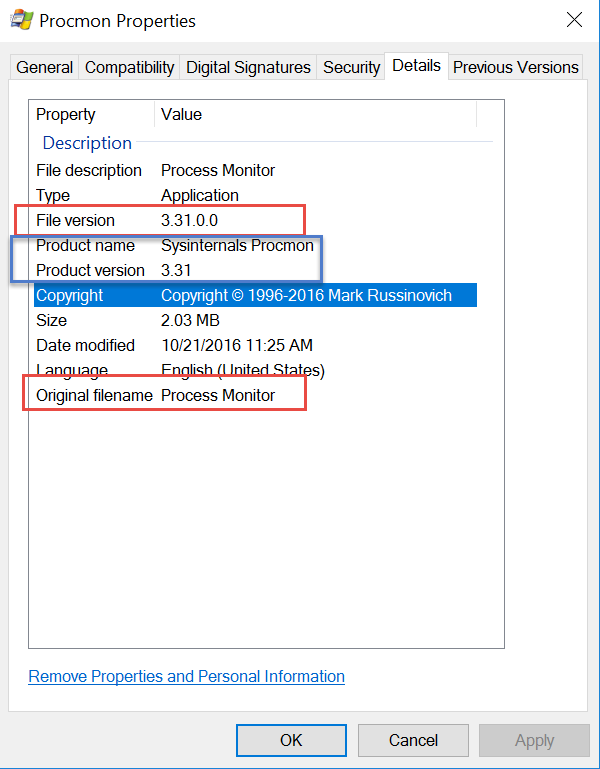 Procmon Properties
General Compatibility Digital Signatures Security Details Previous Versions
Property Value
Description
File description Process Monitor
Type Application
File version 3.31.0.0
Product name Sysinternals Procmon
Product version 3.31
Copyright Copyright © 1996-2016 Mark Russinovich
Size 2.03 MB
Date modified 10/21/2016 11:25 AM
Language English (United States)
Original filename Process Monitor
Remove Properties and Personal Information
OK Cancel Apply